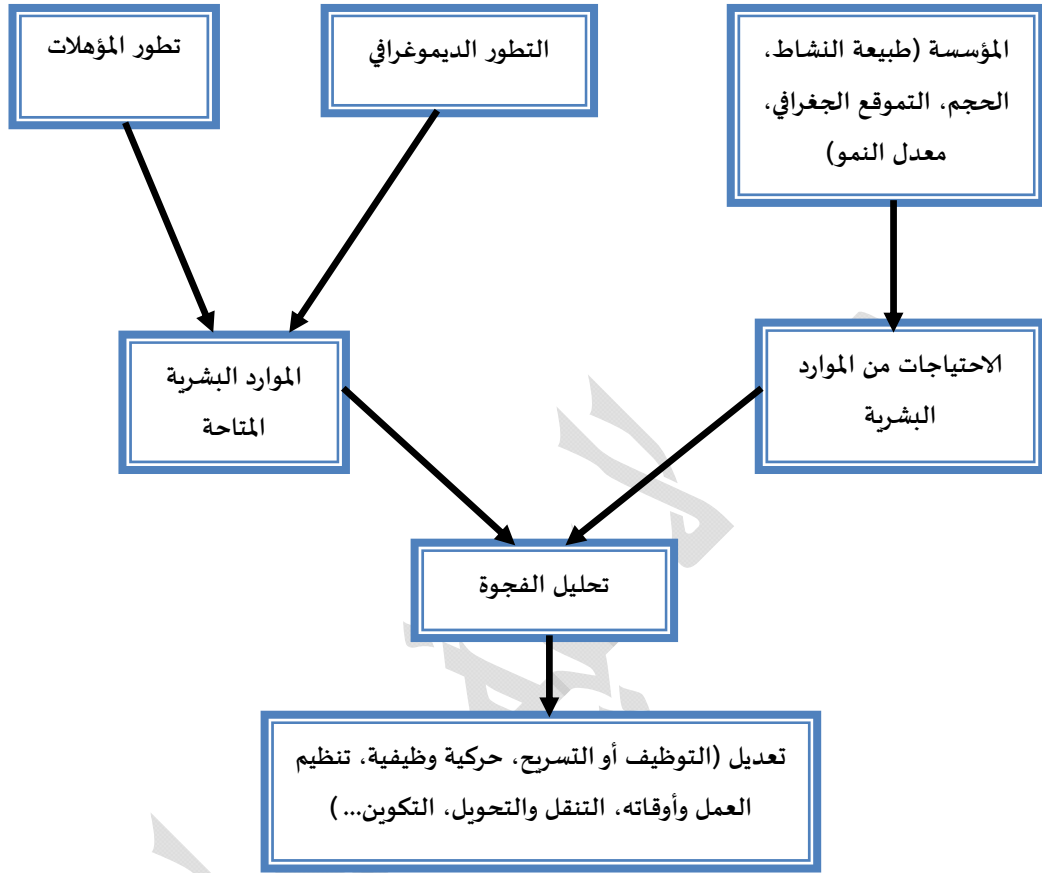 المؤسسة (طبيعة النشاط،
الحجم، التموقع الجغرافي،
معدل النمو)
التطور الديموغرافي
تطور المؤهلات
الاحتياجات من الموارد
البشرية
الموارد البشرية
المتاحة
تحليل الفجوة
تعديل (التوظيف أو التسريح، حركية وظيفية، تنظيم
العمل وأوقاته، التنقل والتحويل، التكوين... )